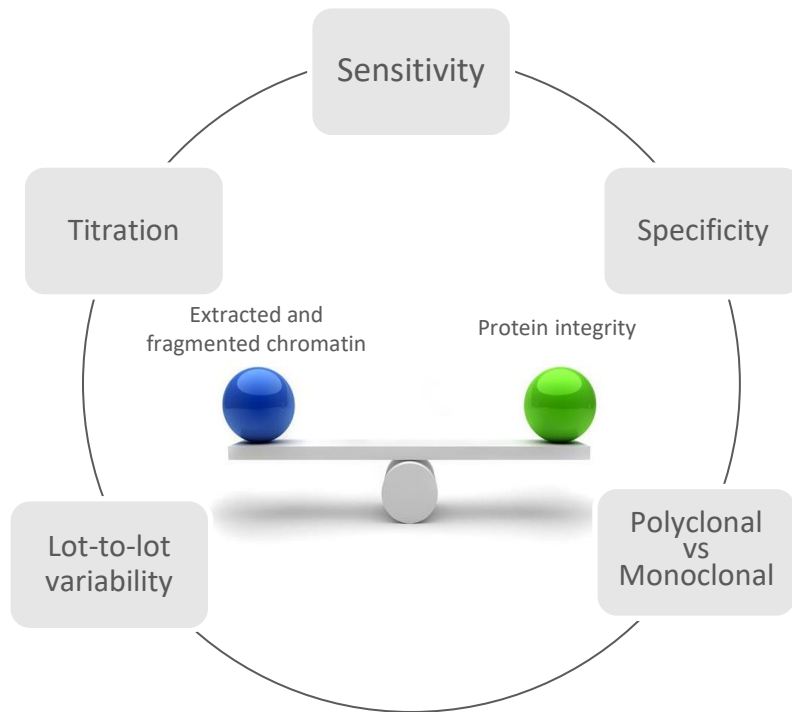 Sensitivity
Titration
Specificity
Extracted and
fragmented chromatin
Protein integrity
Lot-to-lot
variability
Polyclonal
vs
Monoclonal